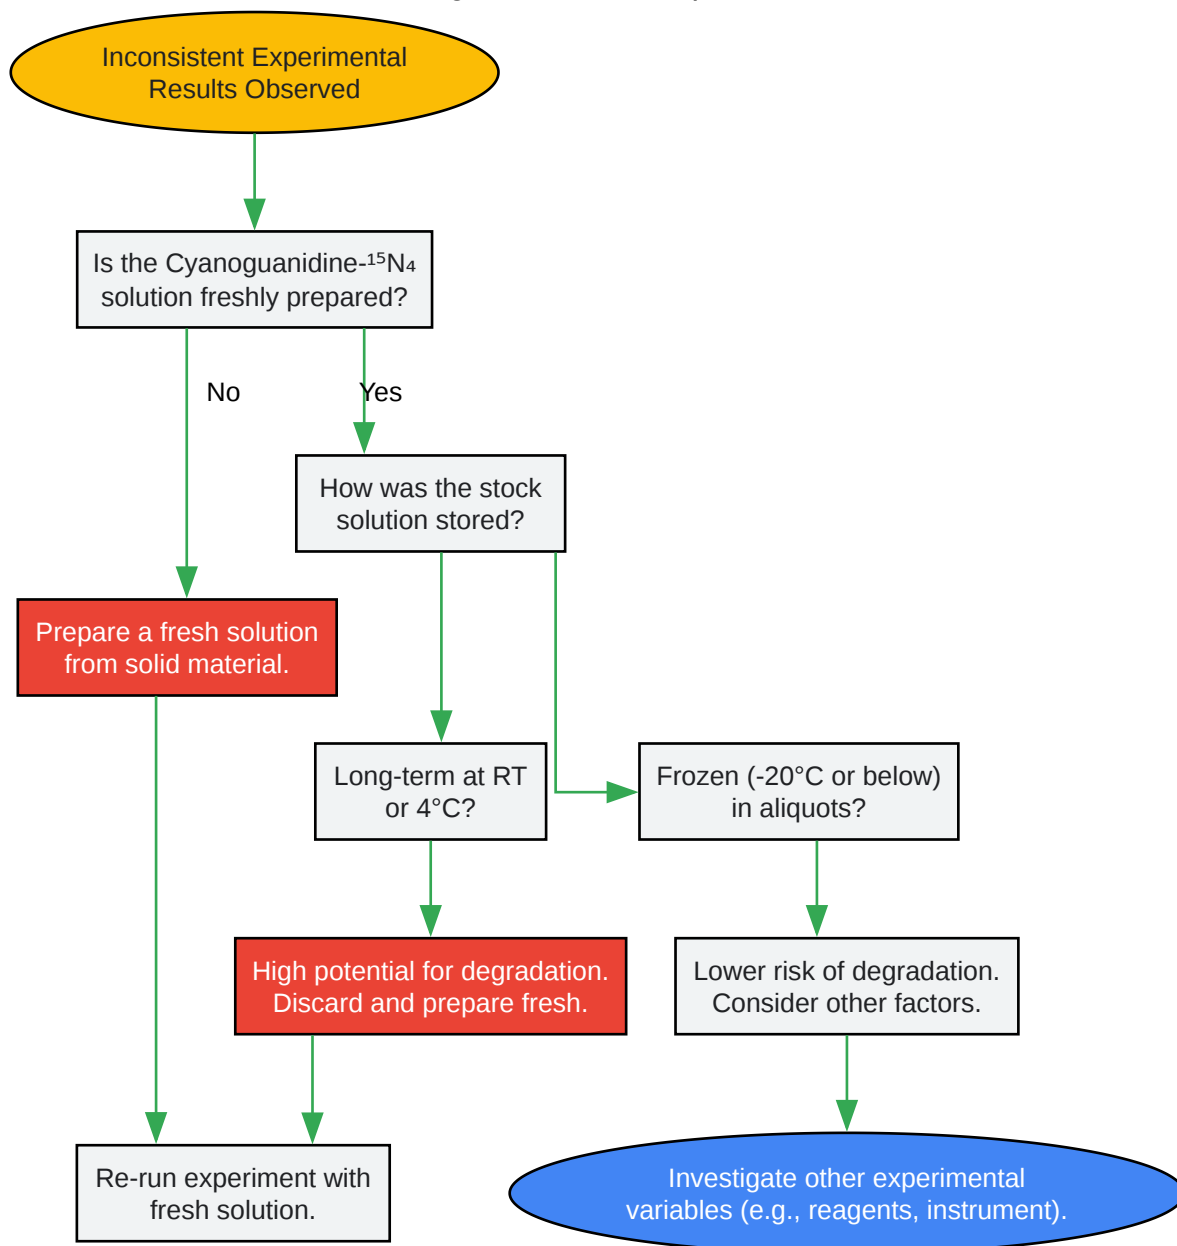 Inconsistent Experimental
Results Observed
Is the Cyanoguanidine-¹⁵N₄
solution freshly prepared?
No
Yes
How was the stock
solution stored?
Prepare a fresh solution
from solid material.
Long-term at RT
or 4°C?
Frozen (-20°C or below)
in aliquots?
High potential for degradation.
Discard and prepare fresh.
Lower risk of degradation.
Consider other factors.
Re-run experiment with
fresh solution.
Investigate other experimental
variables (e.g., reagents, instrument).